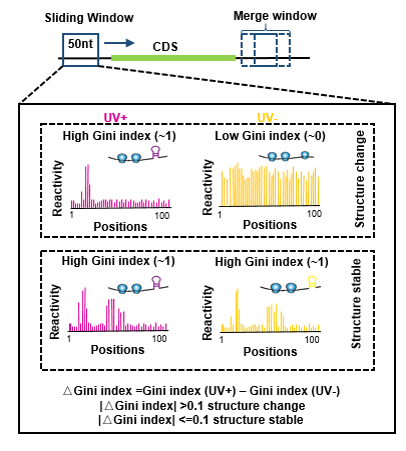 Sliding Window
Merge window
50nt
CDS
UV+
UV-
High Gini index (~1)
Low Gini index (~0)
Reactivity
1
100
Positions
Reactivity
1
100
Positions
Structure change
High Gini index (~1)
High Gini index (~1)
Reactivity
1
100
Positions
Reactivity
1
100
Positions
Structure stable
△Gini index =Gini index (UV+) – Gini index (UV-)
|△Gini index| >0.1 structure change
|△Gini index| <=0.1 structure stable